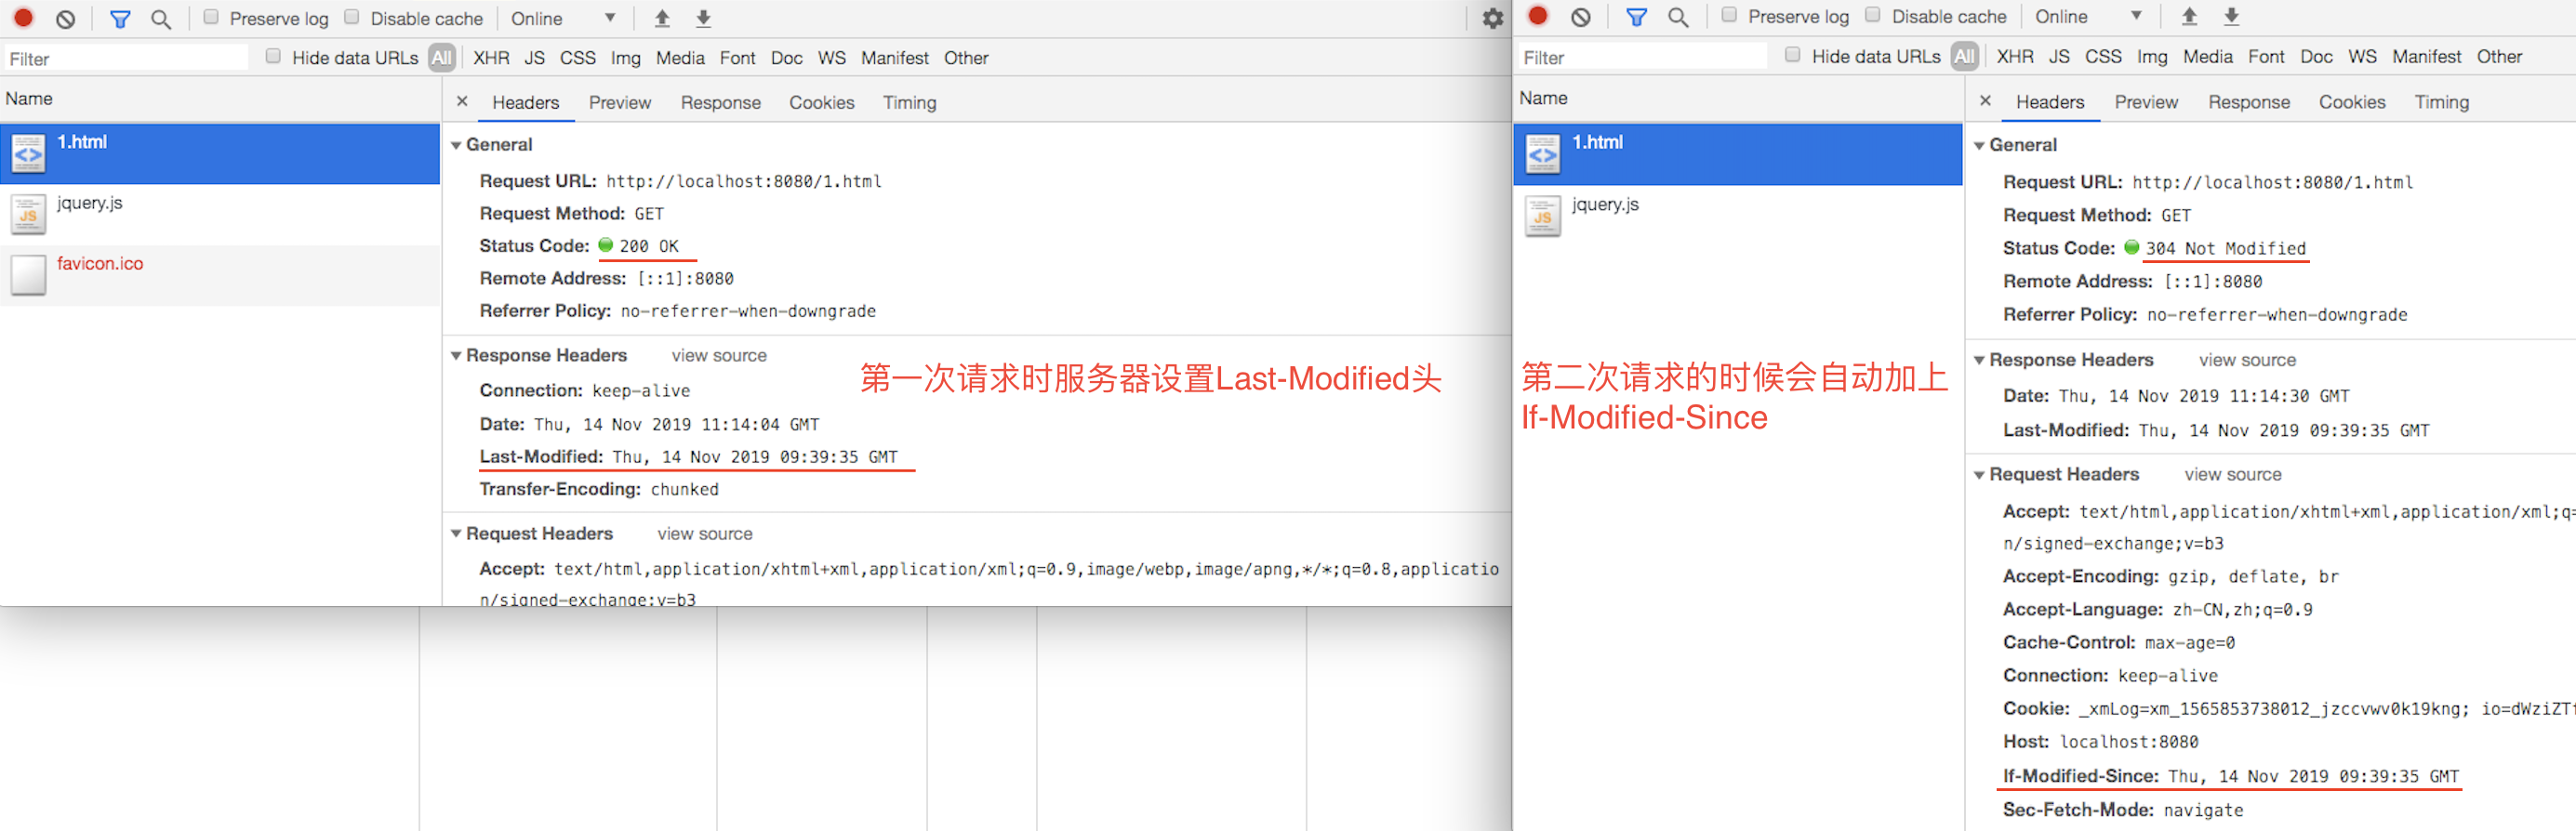 Preserve log Disable cache Online
Filter Hide data URLs All XHR JS CSS Img Media Font Doc WS Manifest Other
Name
1.html
jquery.js
favicon.ico
× Headers Preview Response Cookies Timing
General
Request URL: http://localhost:8080/1.html
Request Method: GET
Status Code: 200 OK
Remote Address: [::1]:8080
Referrer Policy: no-referrer-when-downgrade
Response Headers view source
Connection: keep-alive
Date: Thu, 14 Nov 2019 11:14:04 GMT
Last-Modified: Thu, 14 Nov 2019 09:39:35 GMT
Transfer-Encoding: chunked
第一次请求时服务器设置Last-Modified头
Request Headers view source
Accept: text/html,application/xhtml+xml,application/xml;q=0.9,image/webp,image/apng,*/*;q=0.8,applicatio
n/signed-exchange;v=b3
Preserve log Disable cache Online
Filter Hide data URLs All XHR JS CSS Img Media Font Doc WS Manifest Other
Name
1.html
jquery.js
第二次请求的时候会自动加上
If-Modified-Since
× Headers Preview Response Cookies Timing
General
Request URL: http://localhost:8080/1.html
Request Method: GET
Status Code: 304 Not Modified
Remote Address: [::1]:8080
Referrer Policy: no-referrer-when-downgrade
Response Headers view source
Date: Thu, 14 Nov 2019 11:14:30 GMT
Last-Modified: Thu, 14 Nov 2019 09:39:35 GMT
Request Headers view source
Accept: text/html,application/xhtml+xml,application/xml;q=
n/signed-exchange;v=b3
Accept-Encoding: gzip, deflate, br
Accept-Language: zh-CN,zh;q=0.9
Cache-Control: max-age=0
Connection: keep-alive
Cookie: _xmLog=xm_1565853738012_jzccvwv0k19kng; io=dWziZT
Host: localhost:8080
If-Modified-Since: Thu, 14 Nov 2019 09:39:35 GMT
Sec-Fetch-Mode: navigate